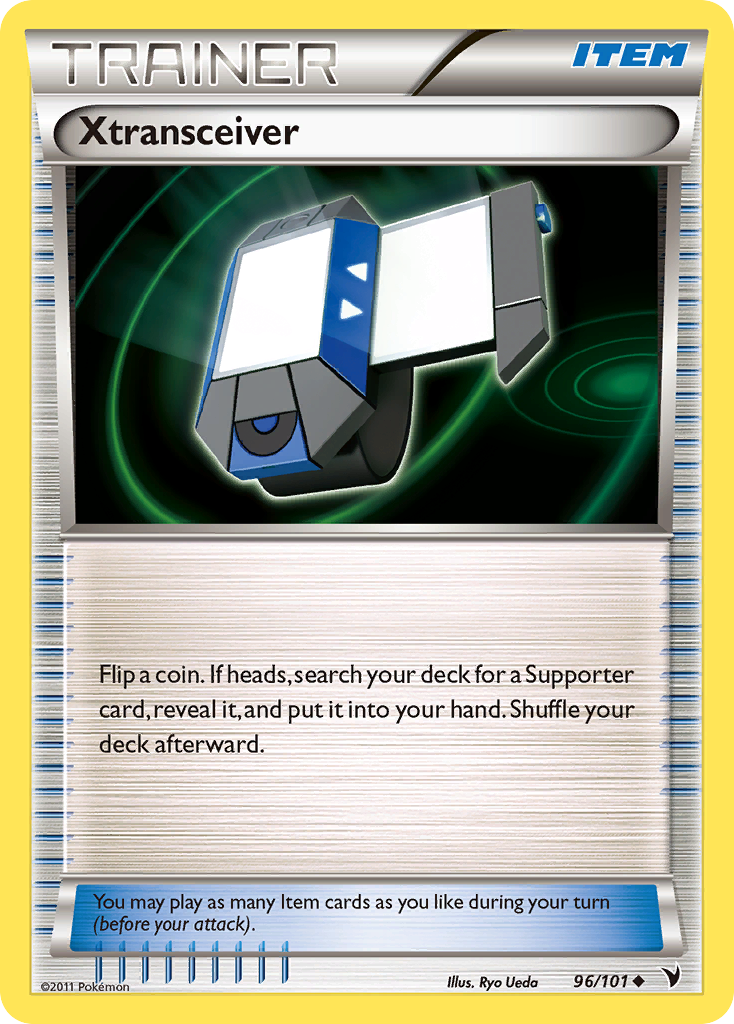 TRAINER
ITEM
Xtransceiver
Flip a coin. If heads, search your deck for a Supporter
card, reveal it, and put it into your hand. Shuffle your
deck afterward.
You may play as many Item cards as you like during your turn
(before your attack).
©2011 Pokémon
Illus. Ryo Ueda
96/101